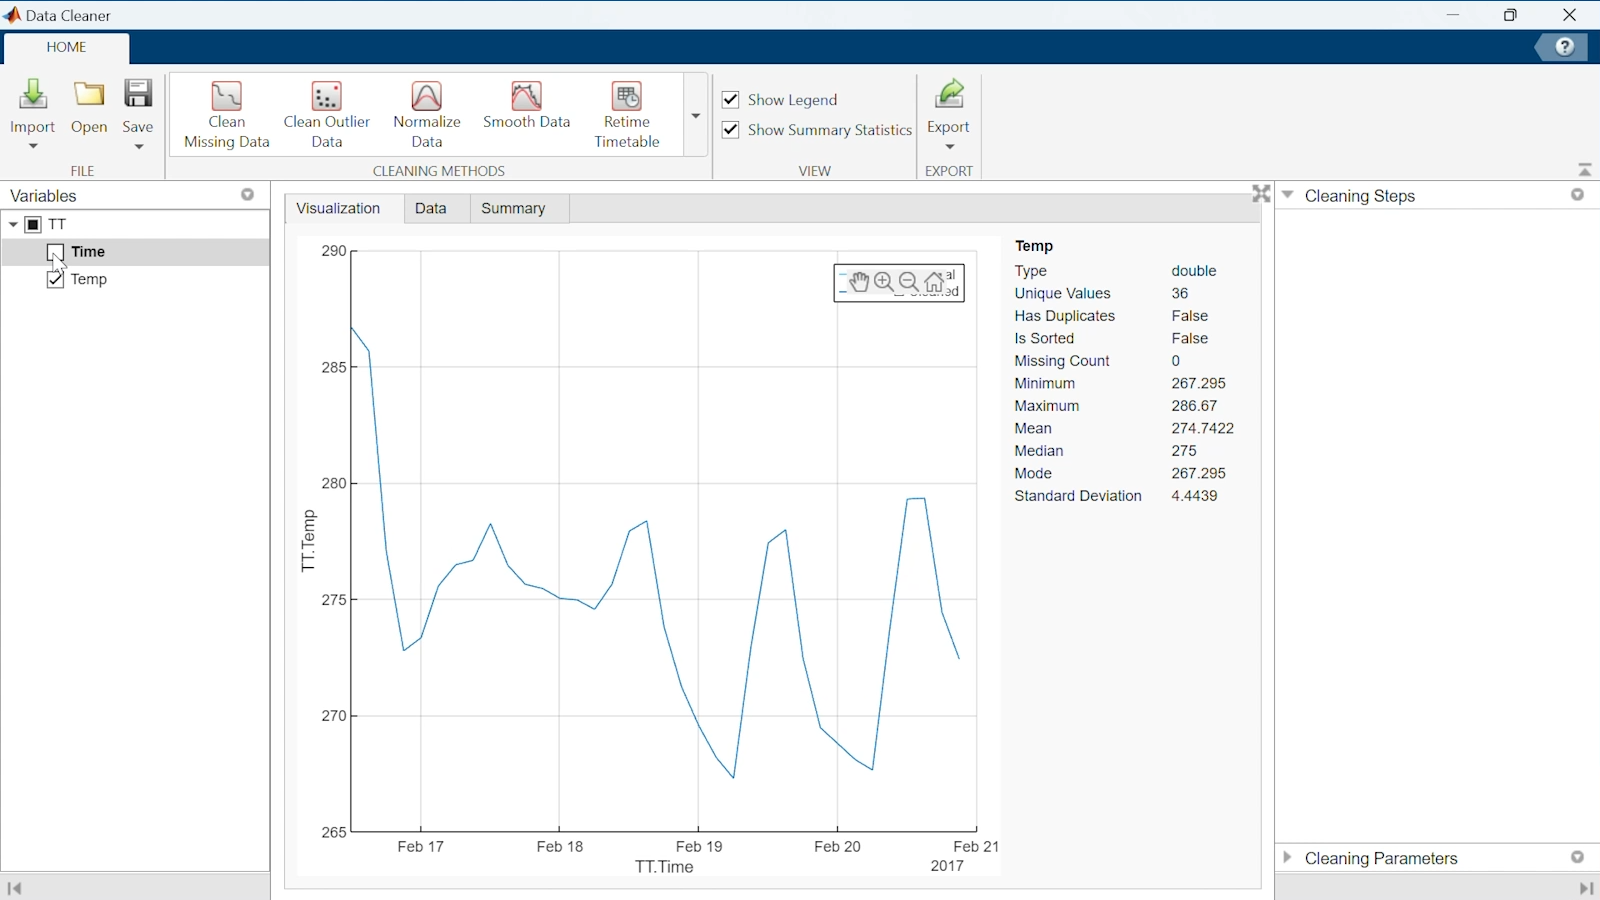 Data Cleaner
HOME
?
Import
Open
Save
FILE
Clean
Missing Data
Clean Outlier
Data
Normalize
Data
Smooth Data
Retime
Timetable
CLEANING METHODS
Show Legend
Show Summary Statistics
VIEW
Export
EXPORT
Variables
TT
Time
Temp
Visualization
Data
Summary
290
285
280
275
270
265
TT.Temp
Feb 17
Feb 18
Feb 19
Feb 20
Feb 21
TT.Time
2017
Temp
Type double
Unique Values 36
Has Duplicates False
Is Sorted False
Missing Count 0
Minimum 267.295
Maximum 286.67
Mean 274.7422
Median 275
Mode 267.295
Standard Deviation 4.4439
Cleaning Steps
Cleaning Parameters